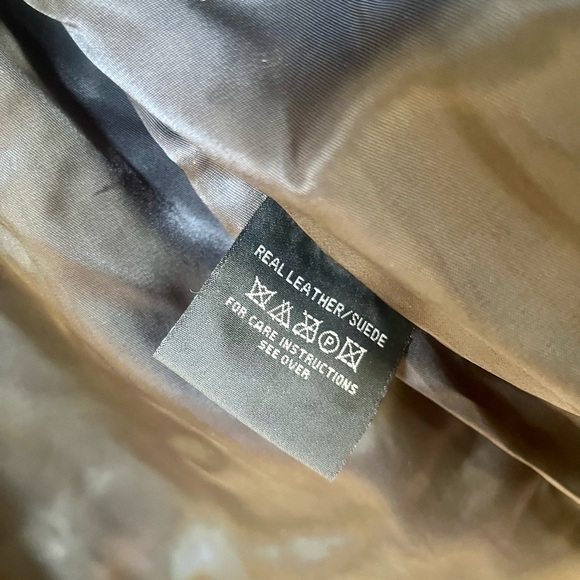 REAL LEATHER/SUEDE
P
FOR CARE INSTRUCTIONS
SEE OVER